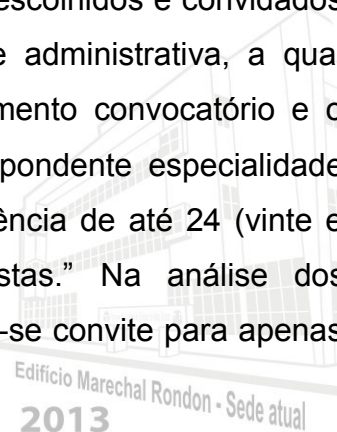 escolhidos e convidados
e administrativa, a qua
mento convocatório e o
pondente especialidade
ência de até 24 (vinte e
stas.” Na análise dos
-se convite para apenas
Edifício Marechal Rondon - Sede atual
2013